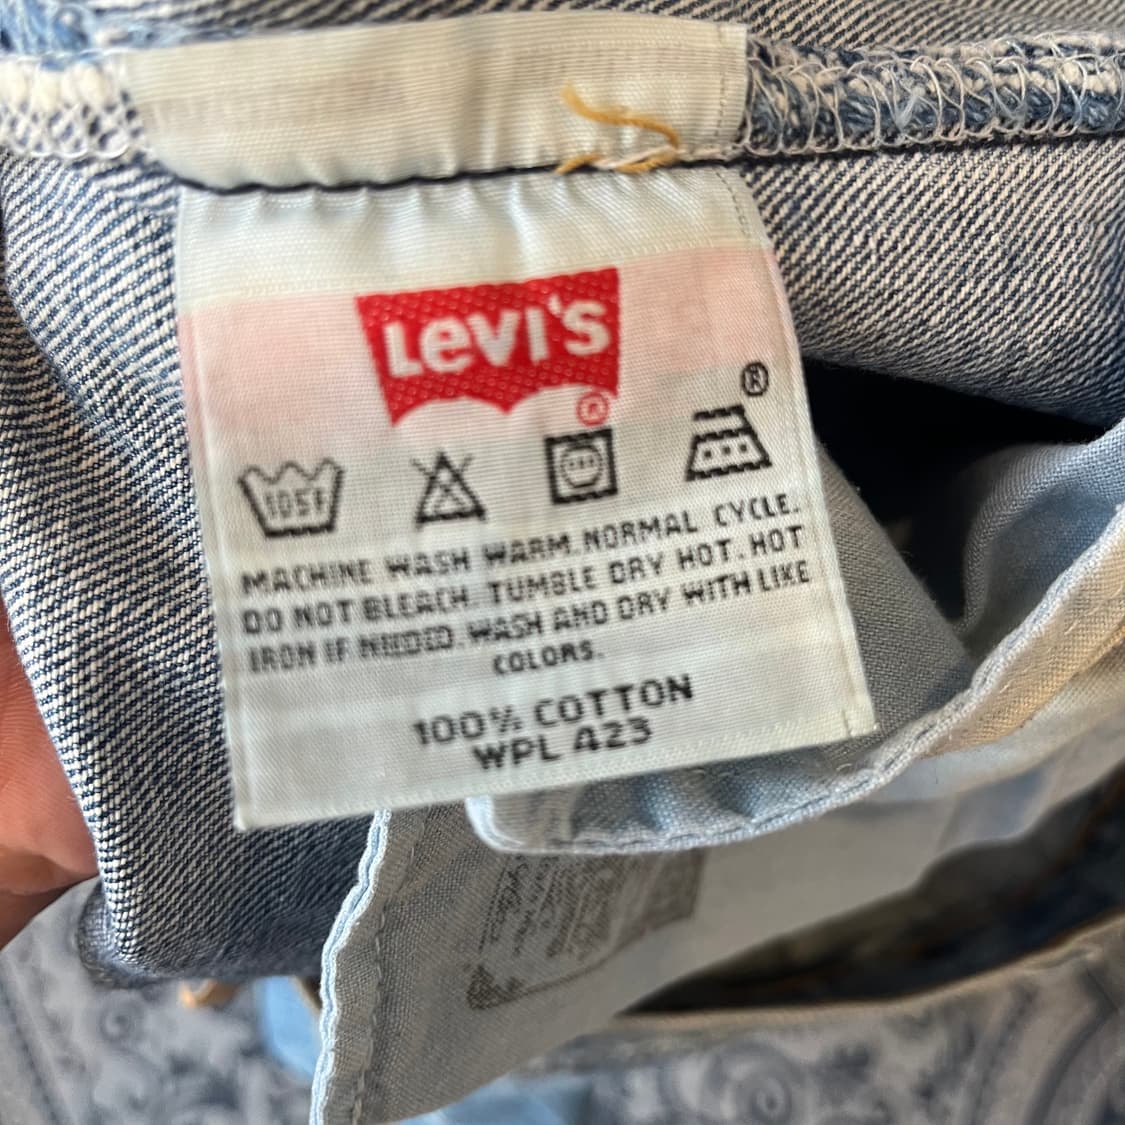 LEVI'S
®
®
105F
MACHINE WASH WARM. NORMAL CYCLE.
DO NOT BLEACH. TUMBLE DRY HOT. HOT
IRON IF NEEDED. WASH AND DRY WITH LIKE
COLORS.
100% COTTON
WPL 423